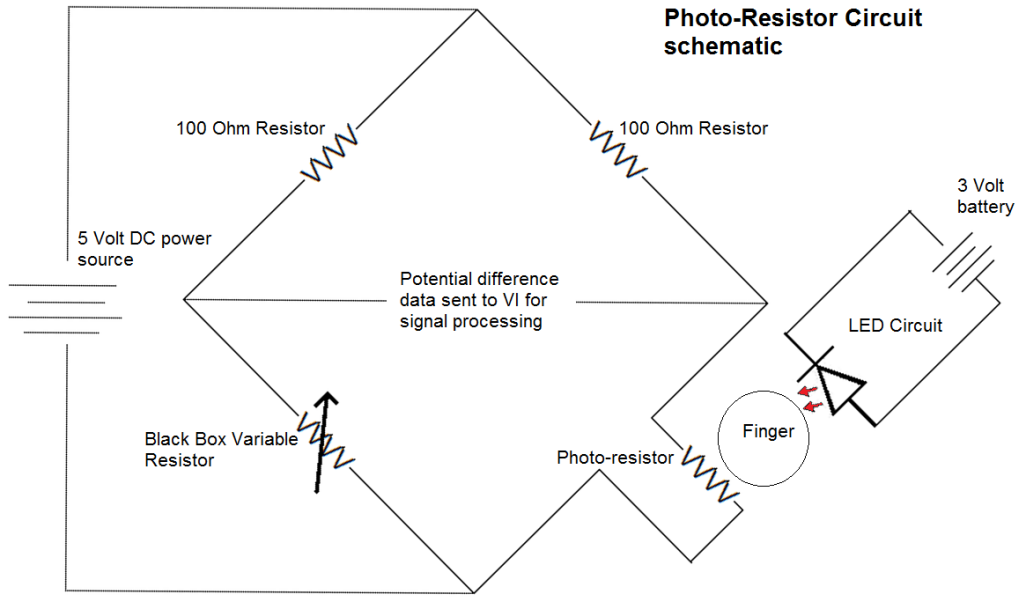 Photo-Resistor Circuit
schematic
100 Ohm Resistor
100 Ohm Resistor
3 Volt
battery
5 Volt DC power
source
Potential difference
data sent to VI for
signal processing
LED Circuit
Black Box Variable
Resistor
Finger
Photo-resistor